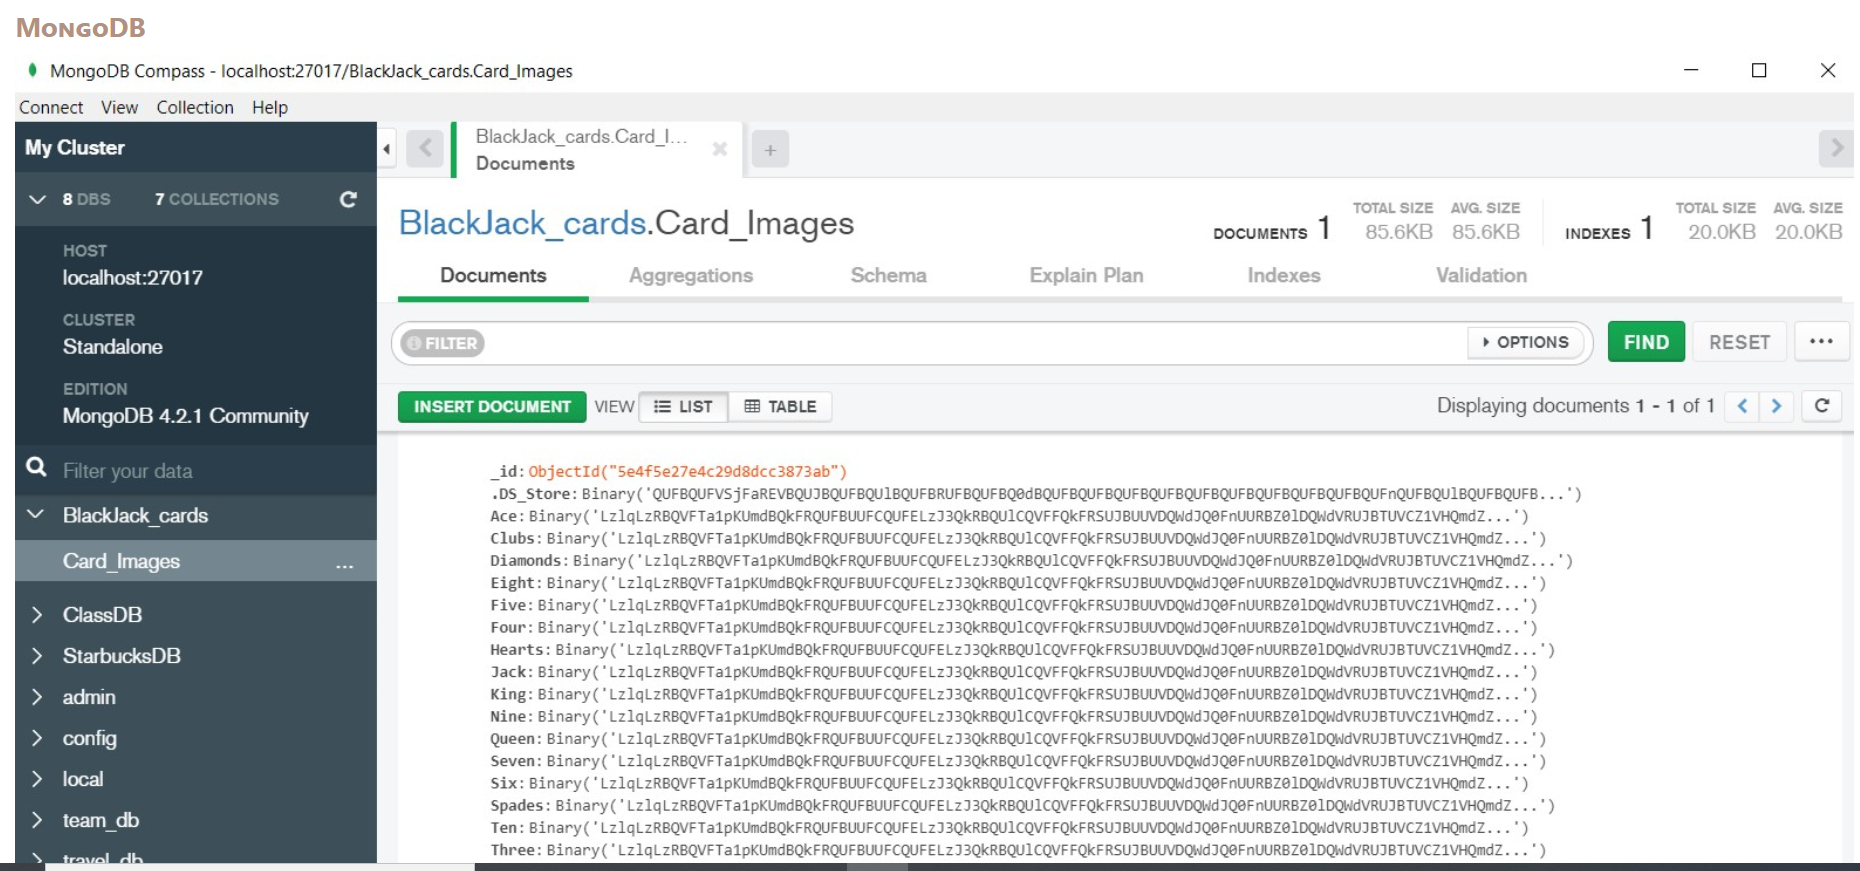 MongoDB
MongoDB Compass - localhost:27017/BlackJack_cards.Card_Images
Connect View Collection Help
My Cluster
8 DBS 7 COLLECTIONS
HOST
localhost:27017
CLUSTER
Standalone
EDITION
MongoDB 4.2.1 Community
Filter your data
BlackJack_cards
Card_Images ...
ClassDB
StarbucksDB
admin
config
local
team_db
travel_db
BlackJack_cards.Card_I...
Documents
BlackJack_cards.Card_Images
DOCUMENTS 1 TOTAL SIZE 85.6KB AVG. SIZE 85.6KB INDEXES 1 TOTAL SIZE 20.0KB AVG. SIZE 20.0KB
Documents Aggregations Schema Explain Plan Indexes Validation
FILTER OPTIONS FIND RESET ...
INSERT DOCUMENT VIEW LIST TABLE Displaying documents 1 - 1 of 1
_id: ObjectId("5e4f5e27e4c29d8dcc3873ab")
.DS_Store: Binary('QUFBQUFVSjFaREVBQUJBQUFBQUlBQUFBRUFBQUFBQ0dBQUFBQUFBQUFBQUFBQUFBQUFBQUFBQUFBQUFnQUFBQUlBQUFBQUFB...')
Ace: Binary('LzlqLzRBQVFTa1pKUmdBQkFRQUFBUUFCQUFELzJ3QkRBQUlCQVFFQkFRSUJBUUVDQWdJQ0FnUURBZ0lDQWdVRUJBTUVCZ1VHQmdZ...')
Clubs: Binary('LzlqLzRBQVFTa1pKUmdBQkFRQUFBUUFCQUFELzJ3QkRBQUlCQVFFQkFRSUJBUUVDQWdJQ0FnUURBZ0lDQWdVRUJBTUVCZ1VHQmdZ...')
Diamonds: Binary('LzlqLzRBQVFTa1pKUmdBQkFRQUFBUUFCQUFELzJ3QkRBQUlCQVFFQkFRSUJBUUVDQWdJQ0FnUURBZ0lDQWdVRUJBTUVCZ1VHQmdZ...')
Eight: Binary('LzlqLzRBQVFTa1pKUmdBQkFRQUFBUUFCQUFELzJ3QkRBQUlCQVFFQkFRSUJBUUVDQWdJQ0FnUURBZ0lDQWdVRUJBTUVCZ1VHQmdZ...')
Five: Binary('LzlqLzRBQVFTa1pKUmdBQkFRQUFBUUFCQUFELzJ3QkRBQUlCQVFFQkFRSUJBUUVDQWdJQ0FnUURBZ0lDQWdVRUJBTUVCZ1VHQmdZ...')
Four: Binary('LzlqLzRBQVFTa1pKUmdBQkFRQUFBUUFCQUFELzJ3QkRBQUlCQVFFQkFRSUJBUUVDQWdJQ0FnUURBZ0lDQWdVRUJBTUVCZ1VHQmdZ...')
Hearts: Binary('LzlqLzRBQVFTa1pKUmdBQkFRQUFBUUFCQUFELzJ3QkRBQUlCQVFFQkFRSUJBUUVDQWdJQ0FnUURBZ0lDQWdVRUJBTUVCZ1VHQmdZ...')
Jack: Binary('LzlqLzRBQVFTa1pKUmdBQkFRQUFBUUFCQUFELzJ3QkRBQUlCQVFFQkFRSUJBUUVDQWdJQ0FnUURBZ0lDQWdVRUJBTUVCZ1VHQmdZ...')
King: Binary('LzlqLzRBQVFTa1pKUmdBQkFRQUFBUUFCQUFELzJ3QkRBQUlCQVFFQkFRSUJBUUVDQWdJQ0FnUURBZ0lDQWdVRUJBTUVCZ1VHQmdZ...')
Nine: Binary('LzlqLzRBQVFTa1pKUmdBQkFRQUFBUUFCQUFELzJ3QkRBQUlCQVFFQkFRSUJBUUVDQWdJQ0FnUURBZ0lDQWdVRUJBTUVCZ1VHQmdZ...')
Queen: Binary('LzlqLzRBQVFTa1pKUmdBQkFRQUFBUUFCQUFELzJ3QkRBQUlCQVFFQkFRSUJBUUVDQWdJQ0FnUURBZ0lDQWdVRUJBTUVCZ1VHQmdZ...')
Seven: Binary('LzlqLzRBQVFTa1pKUmdBQkFRQUFBUUFCQUFELzJ3QkRBQUlCQVFFQkFRSUJBUUVDQWdJQ0FnUURBZ0lDQWdVRUJBTUVCZ1VHQmdZ...')
Six: Binary('LzlqLzRBQVFTa1pKUmdBQkFRQUFBUUFCQUFELzJ3QkRBQUlCQVFFQkFRSUJBUUVDQWdJQ0FnUURBZ0lDQWdVRUJBTUVCZ1VHQmdZ...')
Spades: Binary('LzlqLzRBQVFTa1pKUmdBQkFRQUFBUUFCQUFELzJ3QkRBQUlCQVFFQkFRSUJBUUVDQWdJQ0FnUURBZ0lDQWdVRUJBTUVCZ1VHQmdZ...')
Ten: Binary('LzlqLzRBQVFTa1pKUmdBQkFRQUFBUUFCQUFELzJ3QkRBQUlCQVFFQkFRSUJBUUVDQWdJQ0FnUURBZ0lDQWdVRUJBTUVCZ1VHQmdZ...')
Three: Binary('LzlqLzRBQVFTa1pKUmdBQkFRQUFBUUFCQUFELzJ3QkRBQUlCQVFFQkFRSUJBUUVDQWdJQ0FnUURBZ0lDQWdVRUJBTUVCZ1VHQmdZ...')